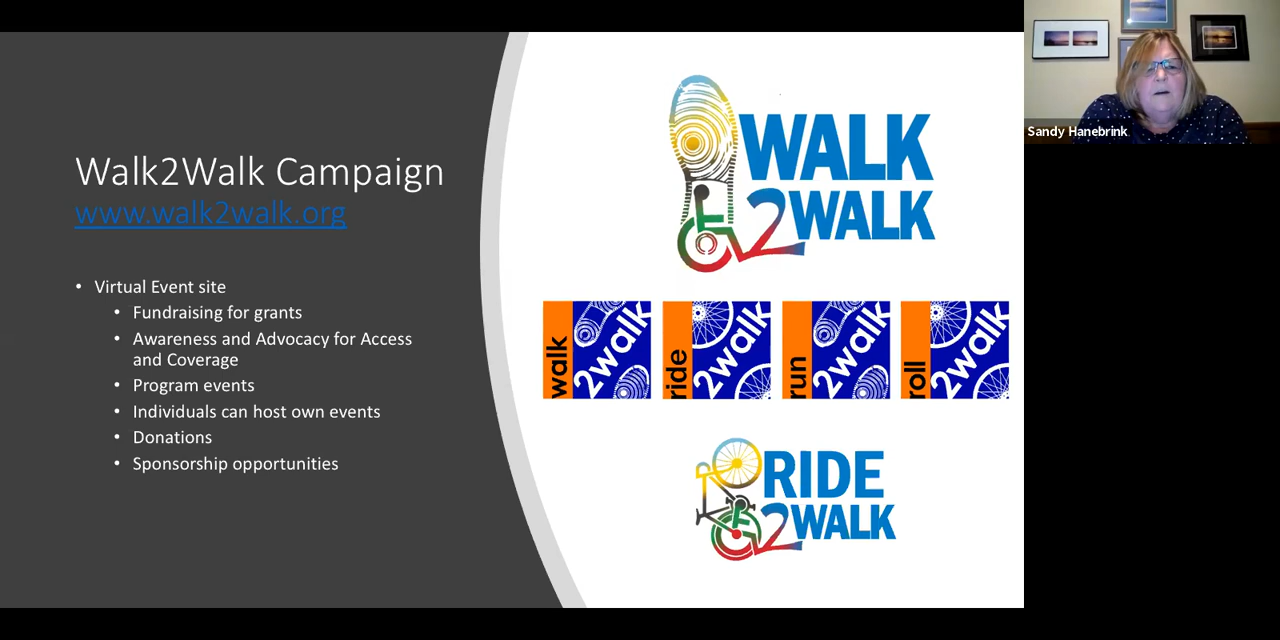 Walk2Walk Campaign
www.walk2walk.org
• Virtual Event site
• Fundraising for grants
• Awareness and Advocacy for Access
and Coverage
• Program events
• Individuals can host own events
• Donations
• Sponsorship opportunities
WALK
2WALK
walk 2walk
ride 2walk
run 2walk
roll 2walk
RIDE
2WALK
Sandy Hanebrink